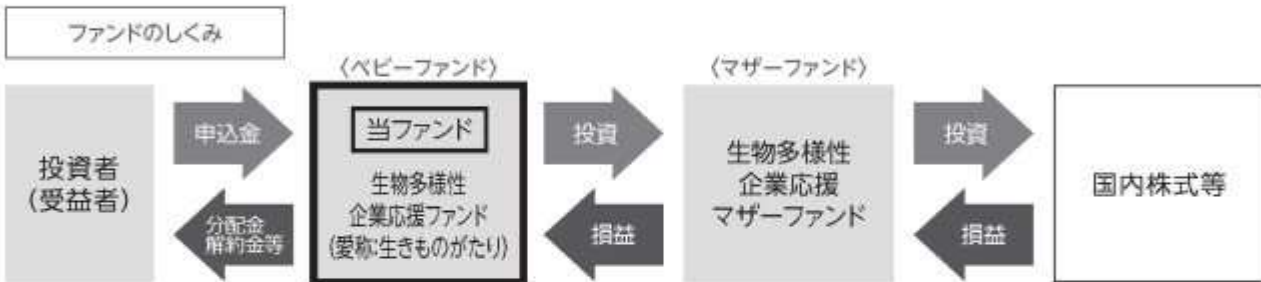 ファンドのしくみ
〈ベビーファンド〉
〈マザーファンド〉
投資者
(受益者)
申込金
分配金
解約金等
当ファンド
生物多様性
企業応援ファンド
(愛称:生きものがたり)
投資
損益
生物多様性
企業応援
マザーファンド
投資
損益
国内株式等